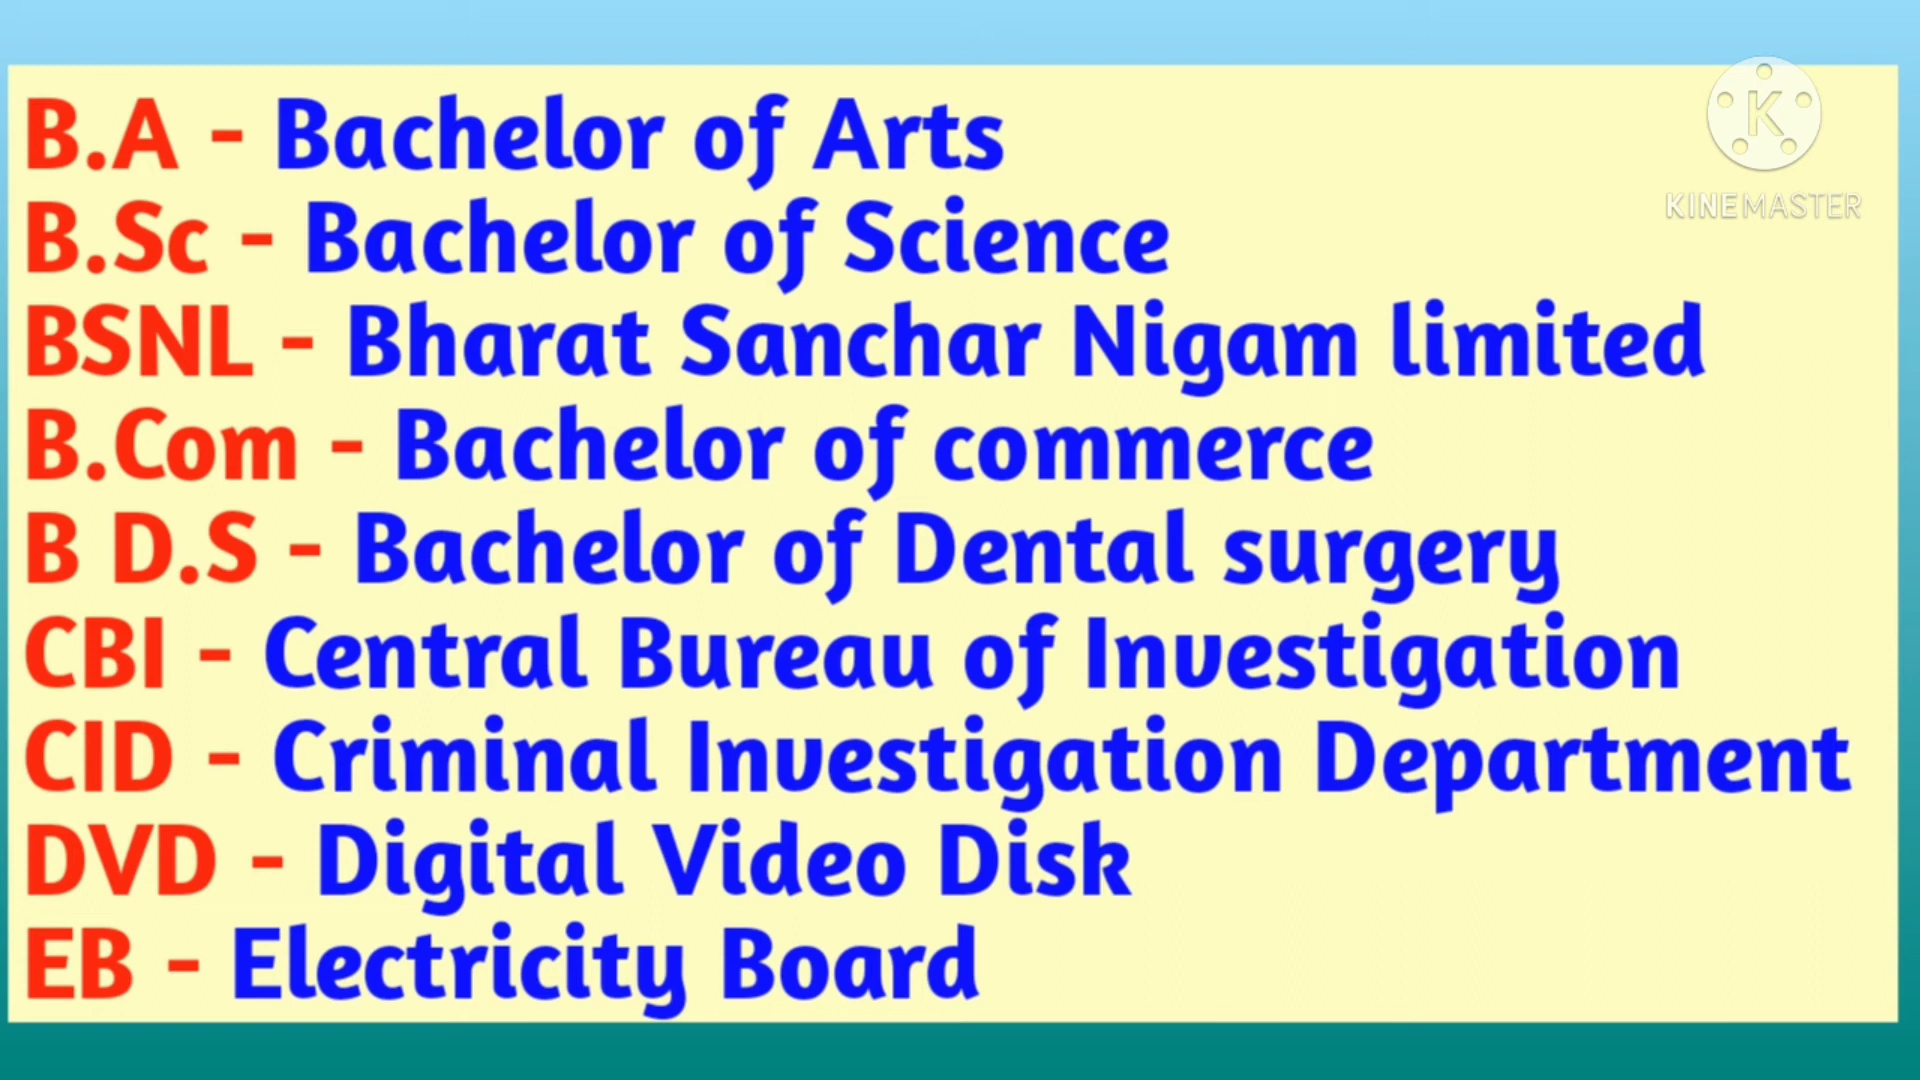 B.A - Bachelor of Arts
B.Sc - Bachelor of Science
BSNL - Bharat Sanchar Nigam limited
B.Com - Bachelor of commerce
B D.S - Bachelor of Dental surgery
CBI - Central Bureau of Investigation
CID - Criminal Investigation Department
DVD - Digital Video Disk
EB - Electricity Board
K
KINEMASTER